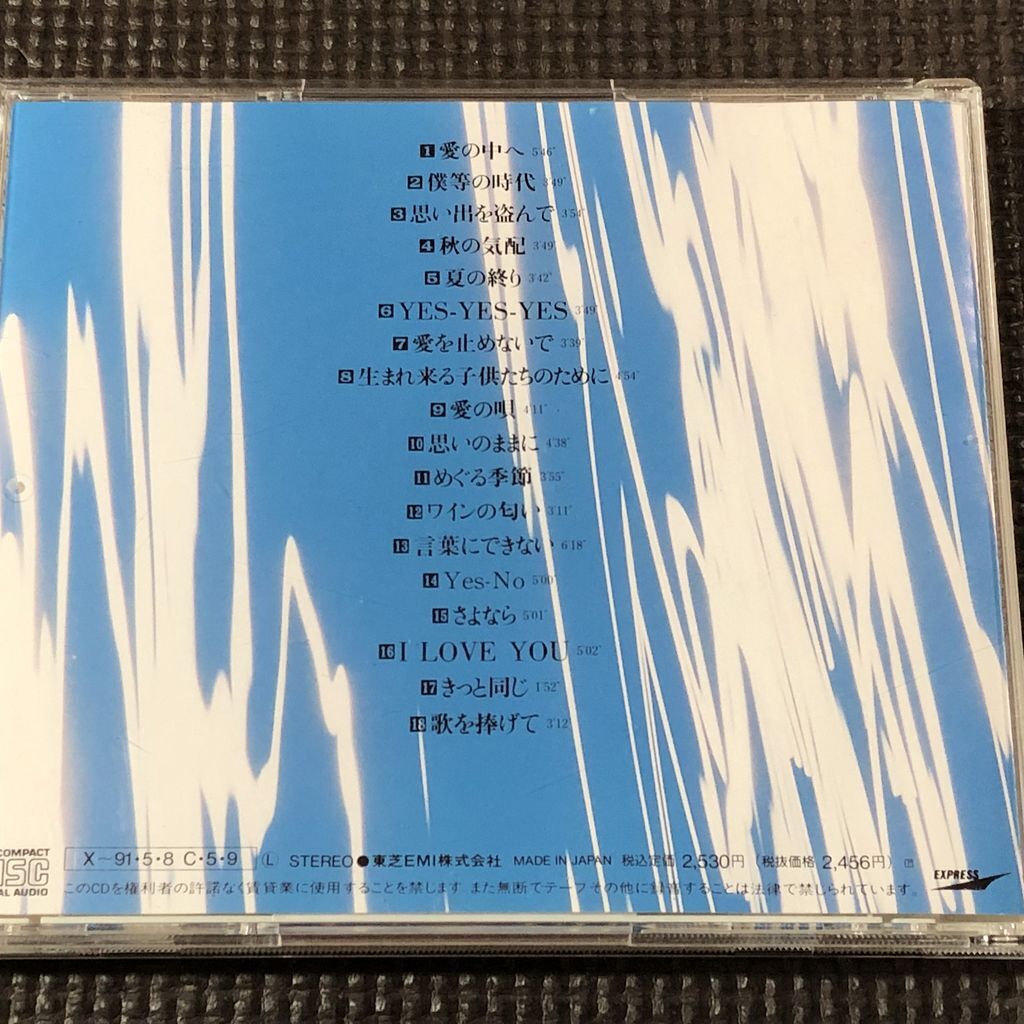 1 愛の中へ 5'46"
2 僕等の時代 3'49"
3 思い出を盗んで 3'54"
4 秋の気配 3'49"
5 夏の終り 3'42"
6 YES-YES-YES 3'49"
7 愛を止めないで 3'39"
8 生まれ来る子供たちのために 4'54"
9 愛の唄 4'11"
10 思いのままに 4'38"
11 めぐる季節 3'55"
12 ワインの匂い 3'11"
13 言葉にできない 6'18"
14 Yes-No 5'00"
15 さよなら 5'01"
16 I LOVE YOU 5'02"
17 きっと同じ 1'52"
18 歌を捧げて 3'12"
COMPACT
DISC
AL AUDIO
X〜91・5・8 C・5・9 Ⓛ STEREO●東芝EMI株式会社 MADE IN JAPAN 税込定価 2,530円 (税抜価格 2,456円)
このCDを権利者の許諾なく賃貸業に使用することを禁じます。また無断でテープその他に録音することは法律で禁じられています。
EXPRESS